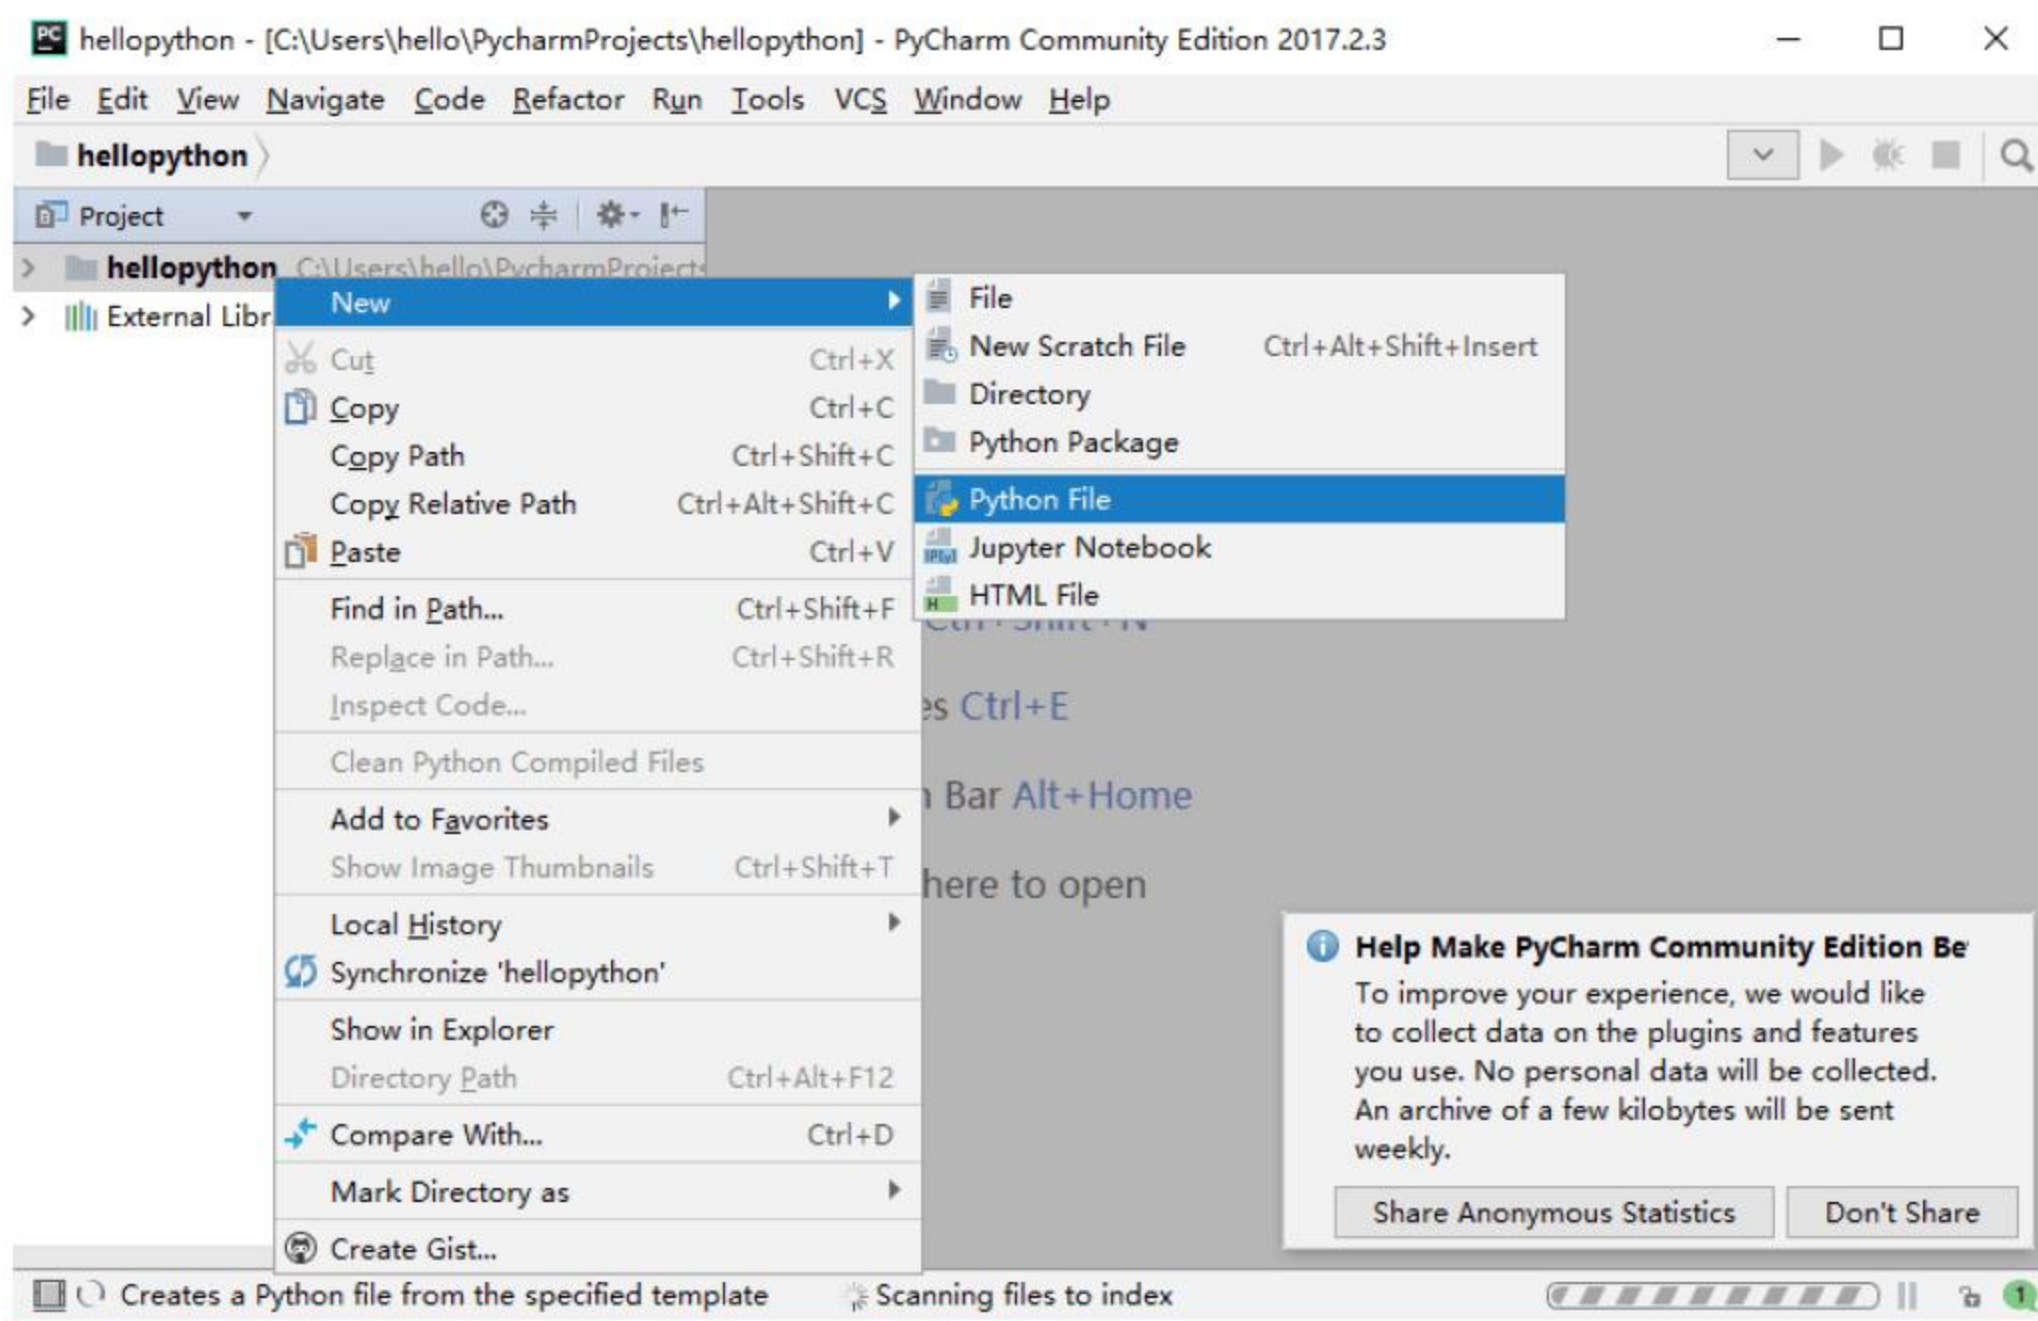 hellopython - [C:\Users\hello\PycharmProjects\hellopython] - PyCharm Community Edition 2017.2.3
File Edit View Navigate Code Refactor Run Tools VCS Window Help
hellopython
Project
hellopython C:\Users\hello\PycharmProjects
External Libr
New
Cut Ctrl+X
Copy Ctrl+C
Copy Path Ctrl+Shift+C
Copy Relative Path Ctrl+Alt+Shift+C
Paste Ctrl+V
Find in Path... Ctrl+Shift+F
Replace in Path... Ctrl+Shift+R
Inspect Code...
Clean Python Compiled Files
Add to Favorites
Show Image Thumbnails Ctrl+Shift+T
Local History
Synchronize 'hellopython'
Show in Explorer
Directory Path Ctrl+Alt+F12
Compare With... Ctrl+D
Mark Directory as
Create Gist...
File
New Scratch File Ctrl+Alt+Shift+Insert
Directory
Python Package
Python File
Jupyter Notebook
HTML File
Ctrl+Shift+N
es Ctrl+E
n Bar Alt+Home
here to open
Help Make PyCharm Community Edition Be
To improve your experience, we would like
to collect data on the plugins and features
you use. No personal data will be collected.
An archive of a few kilobytes will be sent
weekly.
Share Anonymous Statistics Don't Share
Creates a Python file from the specified template Scanning files to index 1